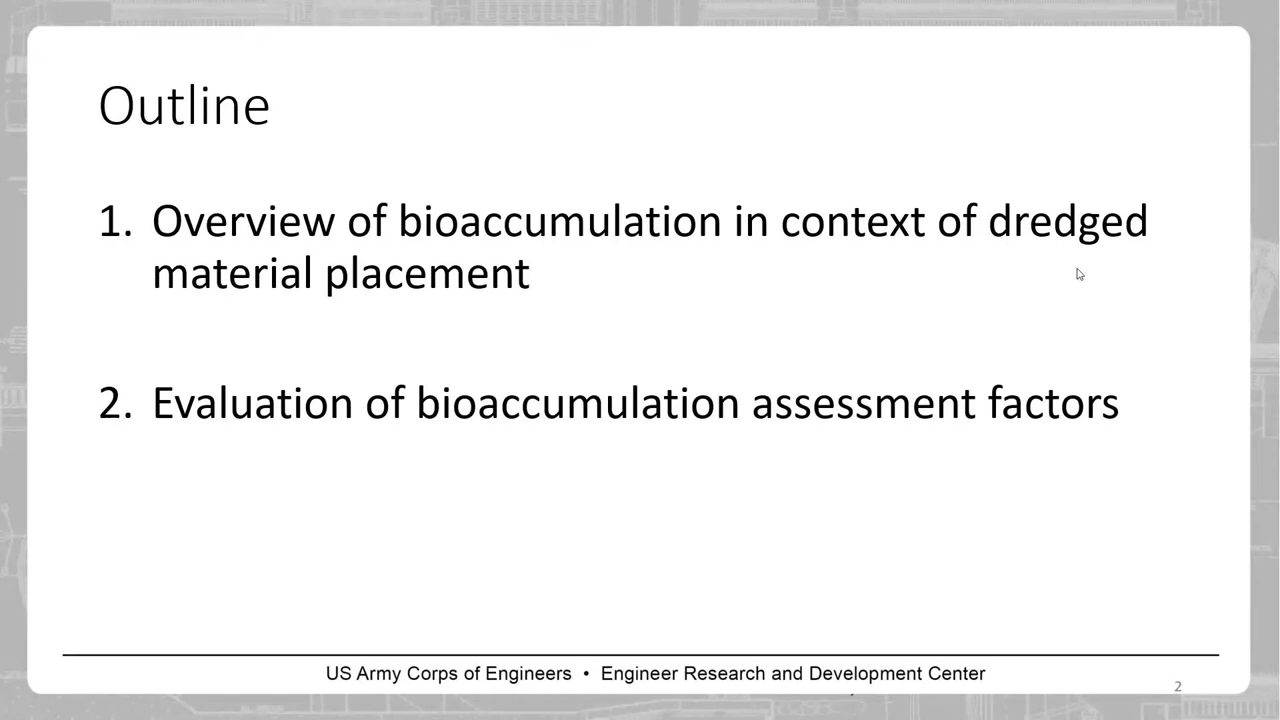 Outline
1. Overview of bioaccumulation in context of dredged
material placement
2. Evaluation of bioaccumulation assessment factors
US Army Corps of Engineers • Engineer Research and Development Center
2